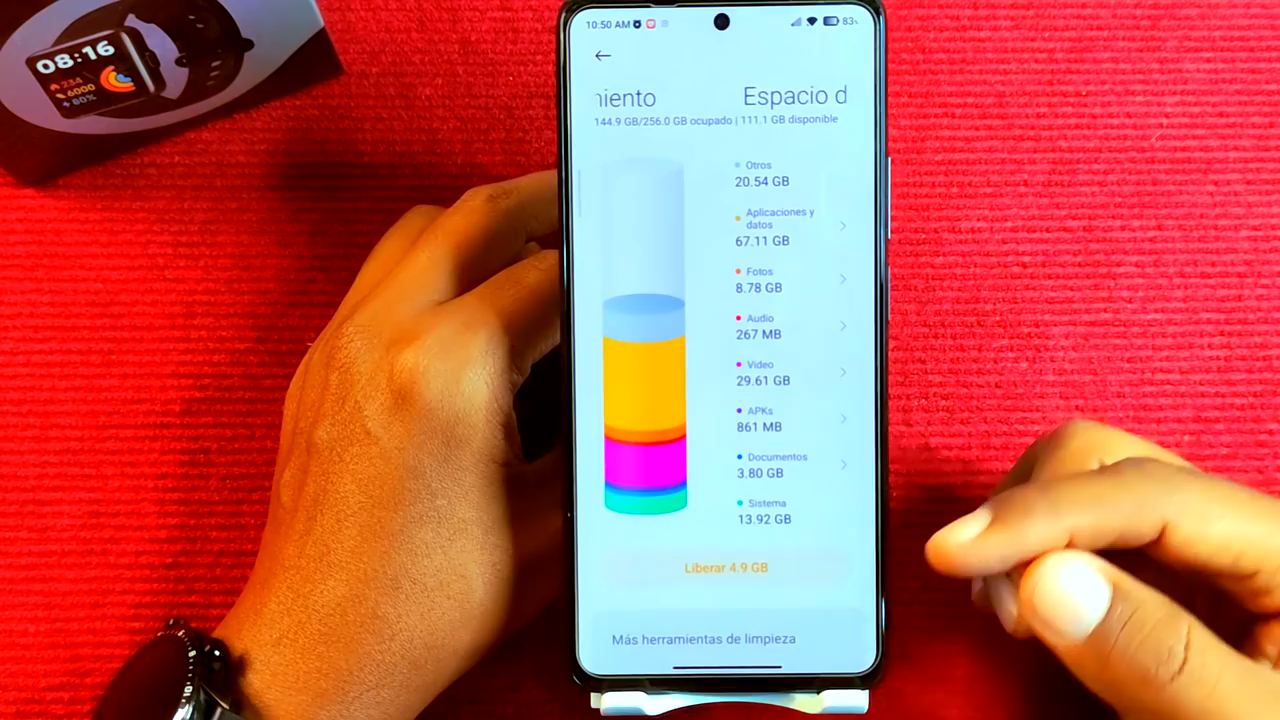 08:16
234
6000
80%
10:50 AM
83%
niento
Espacio d
144.9 GB/256.0 GB ocupado | 111.1 GB disponible
Otros
20.54 GB
Aplicaciones y
datos
67.11 GB
Fotos
8.78 GB
Audio
267 MB
Video
29.61 GB
APKs
861 MB
Documentos
3.80 GB
Sistema
13.92 GB
Liberar 4.9 GB
Más herramientas de limpieza
10